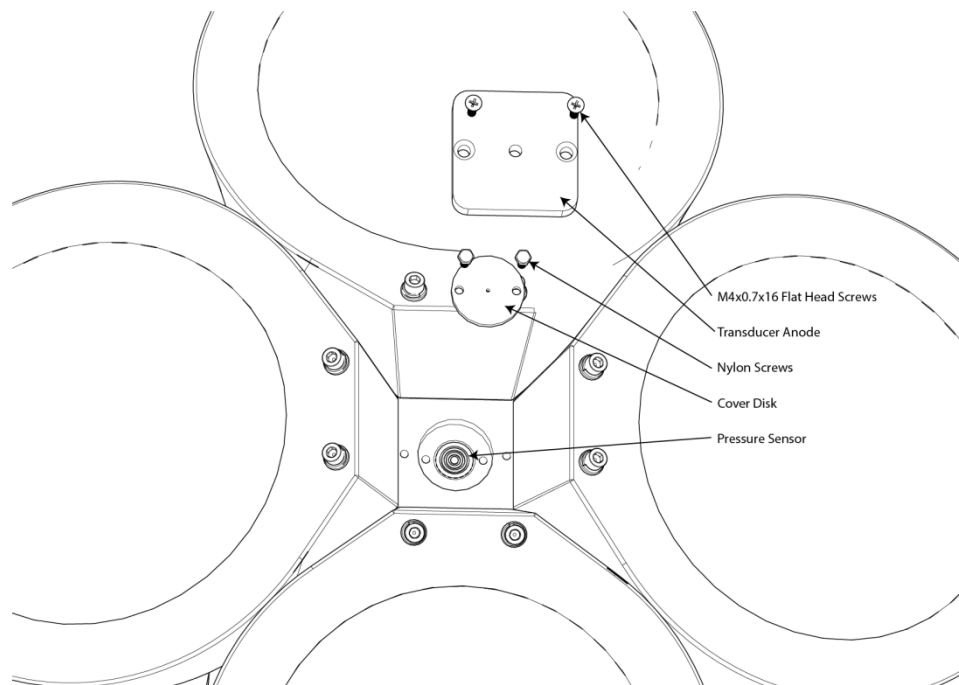 M4x0.7x16 Flat Head Screws
Transducer Anode
Nylon Screws
Cover Disk
Pressure Sensor